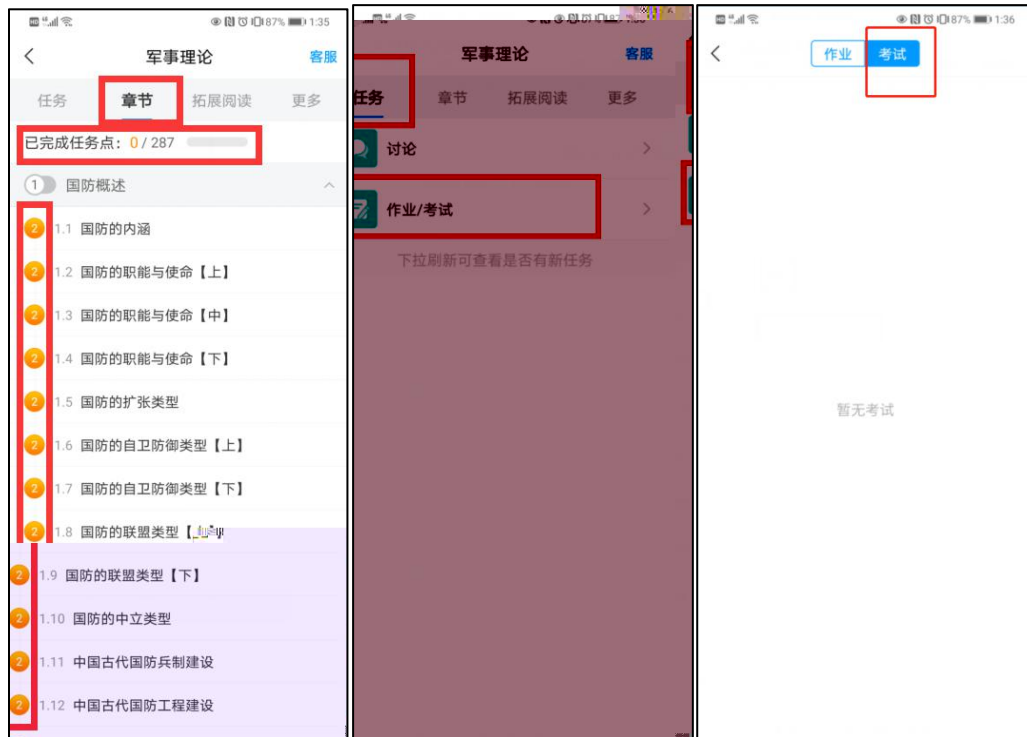 87% 1:35
军事理论
客服
任务 章节 拓展阅读 更多
已完成任务点：0 / 287
1 国防概述
2 1.1 国防的内涵
2 1.2 国防的职能与使命【上】
2 1.3 国防的职能与使命【中】
2 1.4 国防的职能与使命【下】
2 1.5 国防的扩张类型
2 1.6 国防的自卫防御类型【上】
2 1.7 国防的自卫防御类型【下】
2 1.8 国防的联盟类型【
2 1.9 国防的联盟类型【下】
2 1.10 国防的中立类型
2 1.11 中国古代国防兵制建设
2 1.12 中国古代国防工程建设
军事理论
客服
任务 章节 拓展阅读 更多
讨论
作业/考试
下拉刷新可查看是否有新任务
87% 1:36
作业 考试
暂无考试